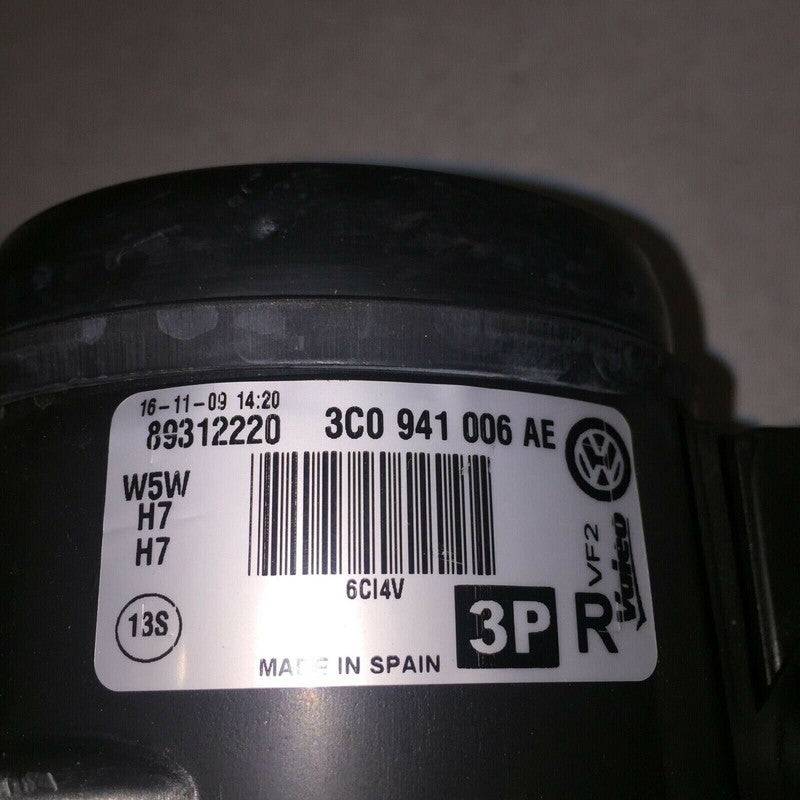 16-11-09 14:20
89312220 3C0 941 006 AE
W5W
H7
H7
6CI4V
13S
3P R
VF2
Valeo
MADE IN SPAIN